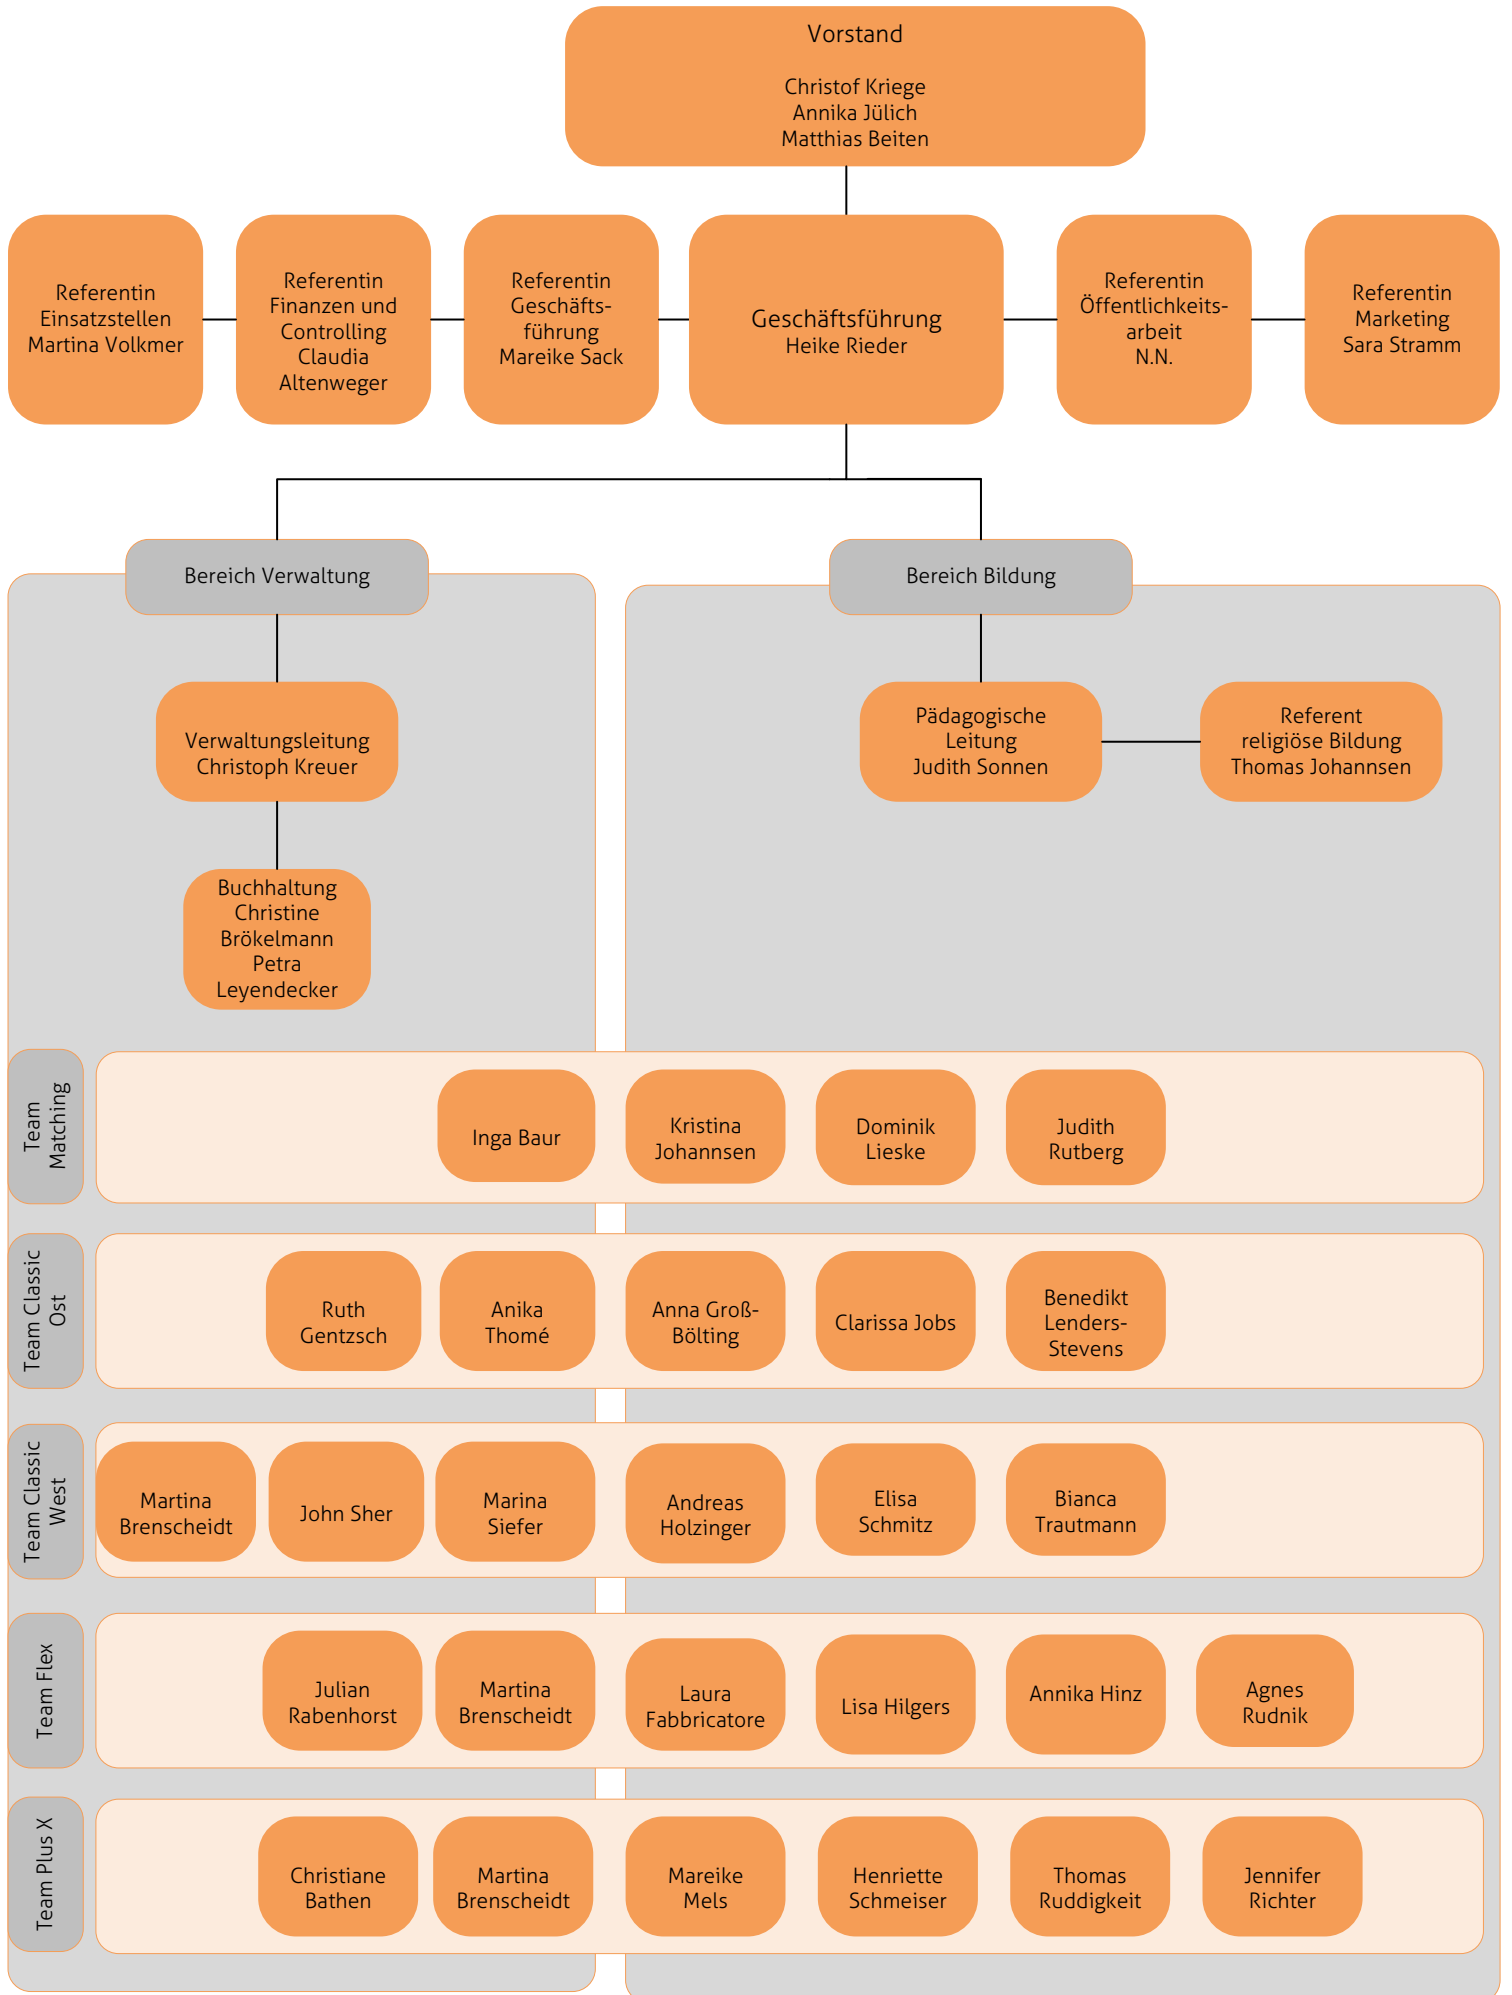 Vorstand
Christof Kriege
Annika Jülich
Matthias Beiten
Referentin
Einsatzstellen
Martina Volkmer
Referentin
Finanzen und
Controlling
Claudia
Altenweger
Referentin
Geschäfts-
führung
Mareike Sack
Geschäftsführung
Heike Rieder
Referentin
Öffentlichkeits-
arbeit
N.N.
Referentin
Marketing
Sara Stramm
Bereich Verwaltung
Bereich Bildung
Verwaltungsleitung
Christoph Kreuer
Pädagogische
Leitung
Judith Sonnen
Referent
religiöse Bildung
Thomas Johannsen
Buchhaltung
Christine
Brökelmann
Petra
Leyendecker
Team
Matching
Inga Baur
Kristina
Johannsen
Dominik
Lieske
Judith
Rutberg
Team Classic
Ost
Ruth
Gentzsch
Anika
Thomé
Anna Groß-
Bölting
Clarissa Jobs
Benedikt
Lenders-
Stevens
Team Classic
West
Martina
Brenscheidt
John Sher
Marina
Siefer
Andreas
Holzinger
Elisa
Schmitz
Bianca
Trautmann
Team Flex
Julian
Rabenhorst
Martina
Brenscheidt
Laura
Fabbricatore
Lisa Hilgers
Annika Hinz
Agnes
Rudnik
Team Plus X
Christiane
Bathen
Martina
Brenscheidt
Mareike
Mels
Henriette
Schmeiser
Thomas
Ruddigkeit
Jennifer
Richter